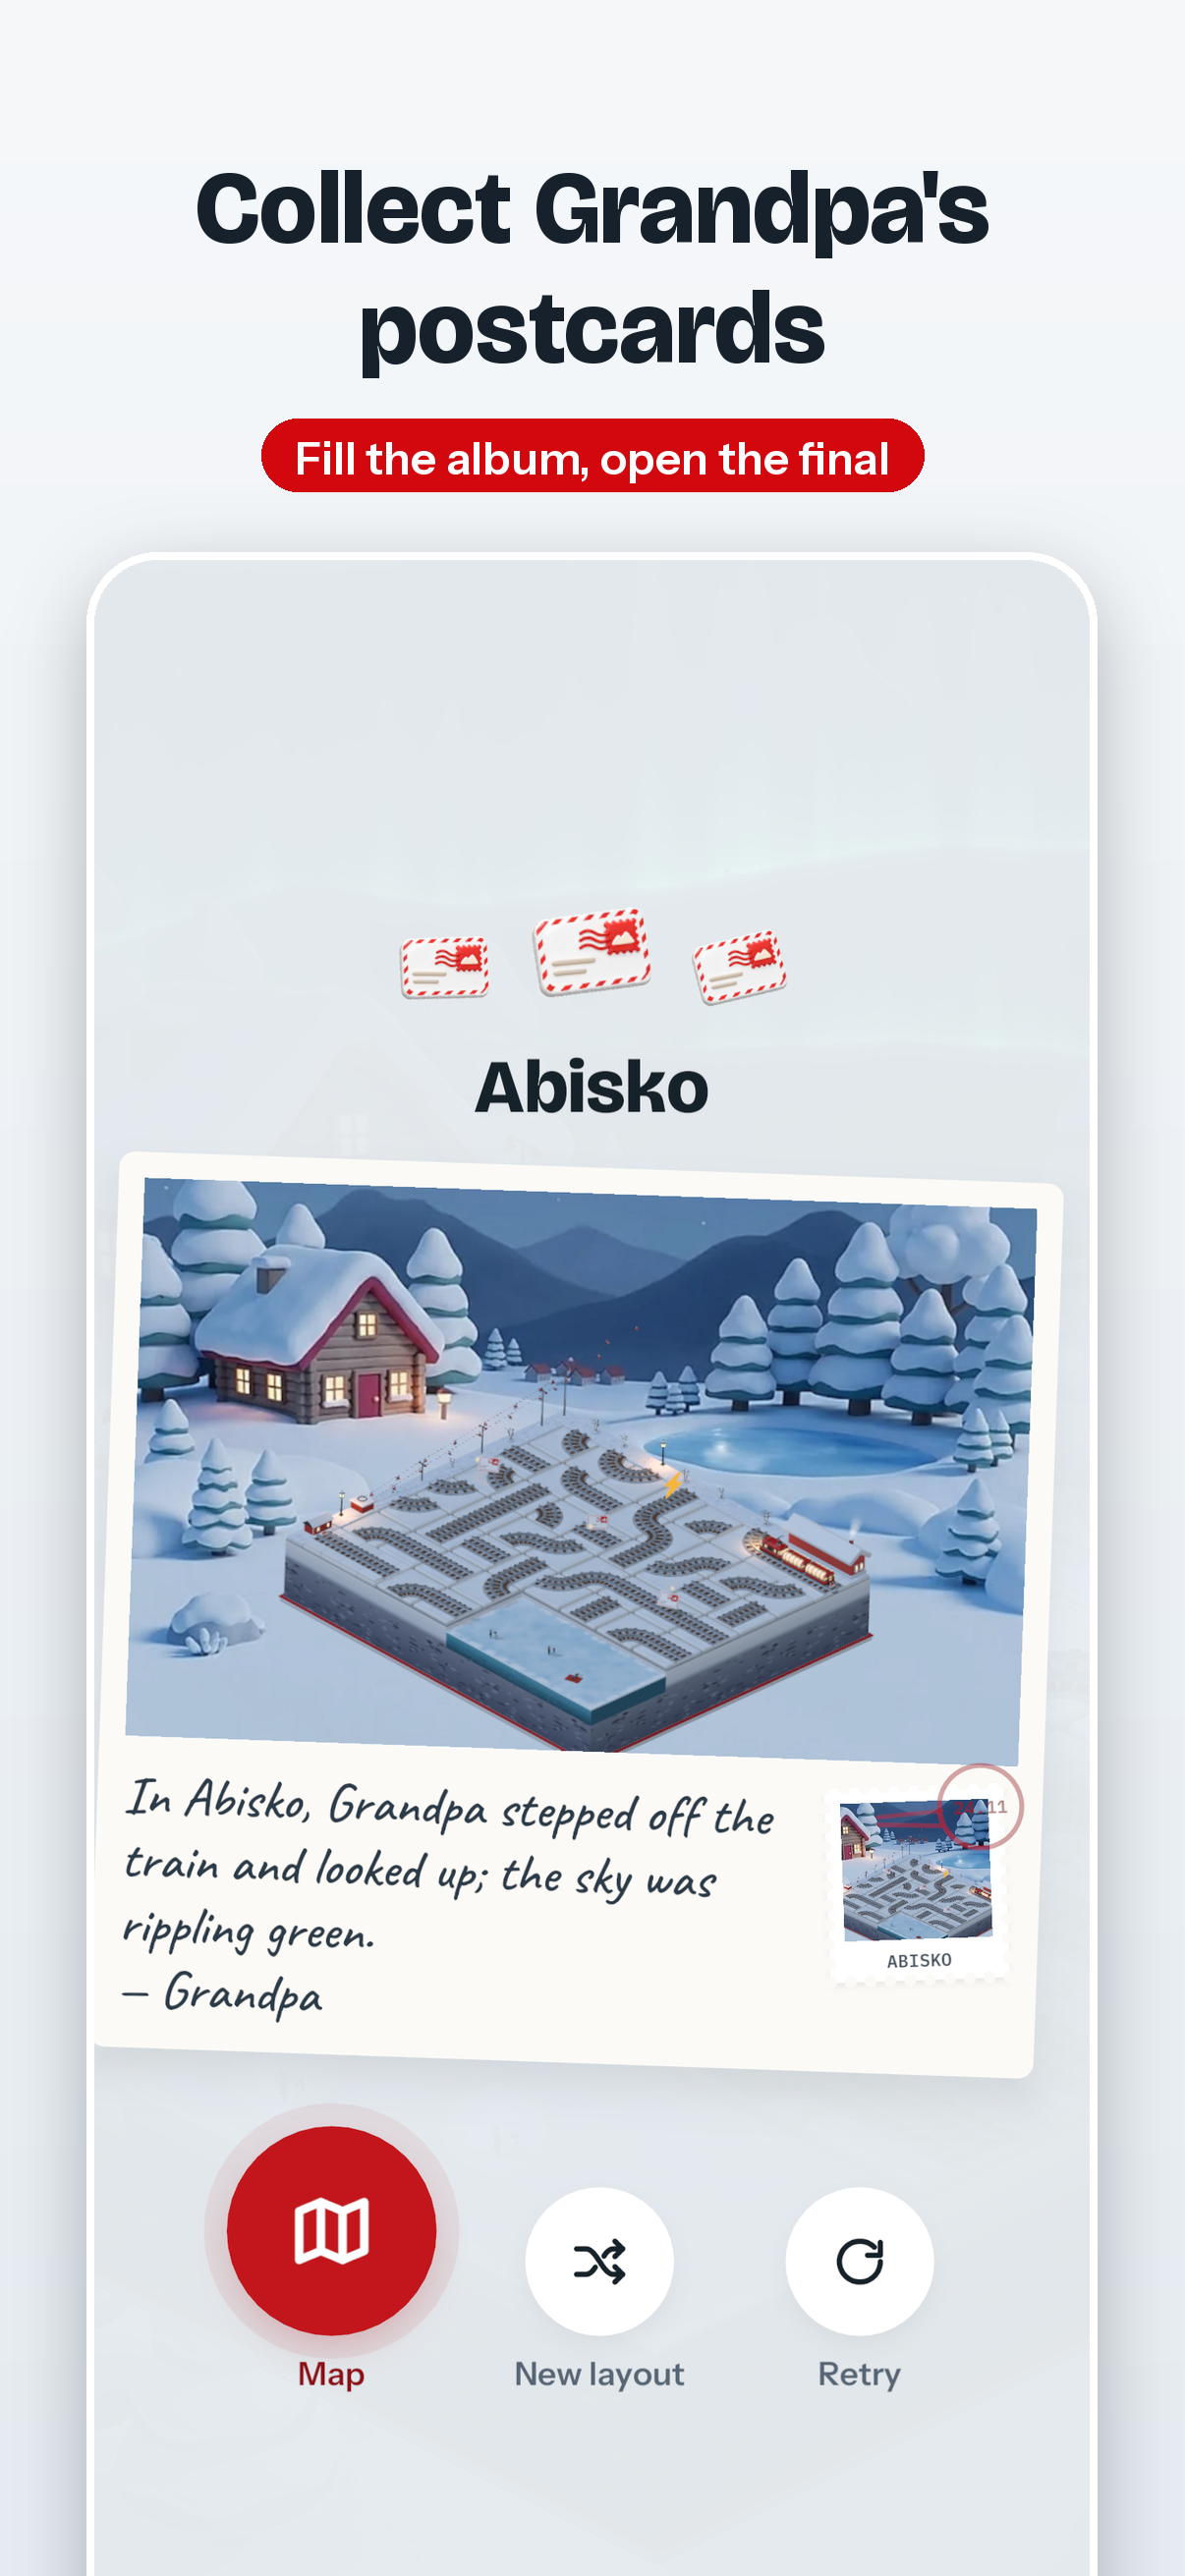 Collect Grandpa's
postcards
Fill the album, open the final
Abisko
In Abisko, Grandpa stepped off the
train and looked up; the sky was
rippling green.
— Grandpa
ABISKO
Map
New layout
Retry